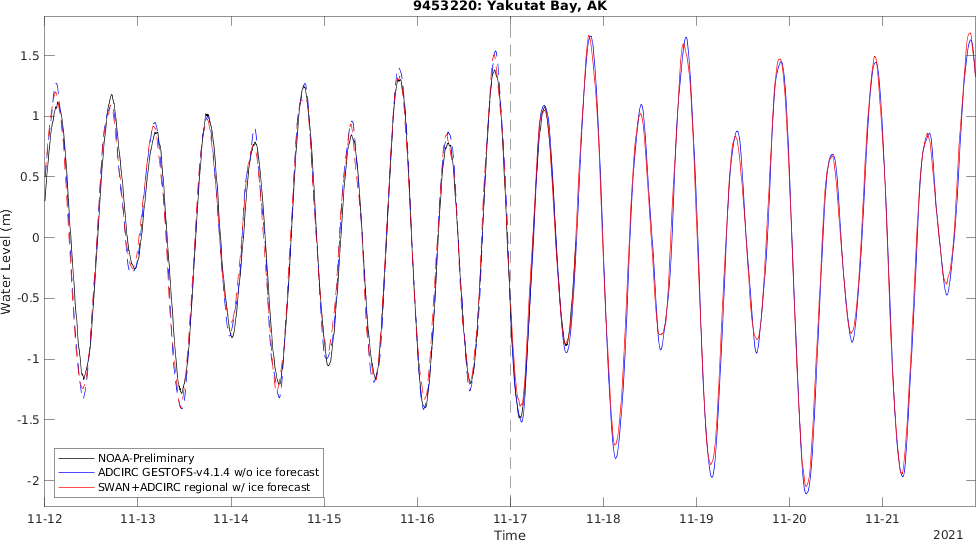 9453220: Yakutat Bay, AK
Water Level (m)
1.5
1
0.5
0
-0.5
-1
-1.5
-2
NOAA-Preliminary
ADCIRC GESTOFS-v4.1.4 w/o ice forecast
SWAN+ADCIRC regional w/ ice forecast
11-12 11-13 11-14 11-15 11-16 11-17 11-18 11-19 11-20 11-21
Time
2021